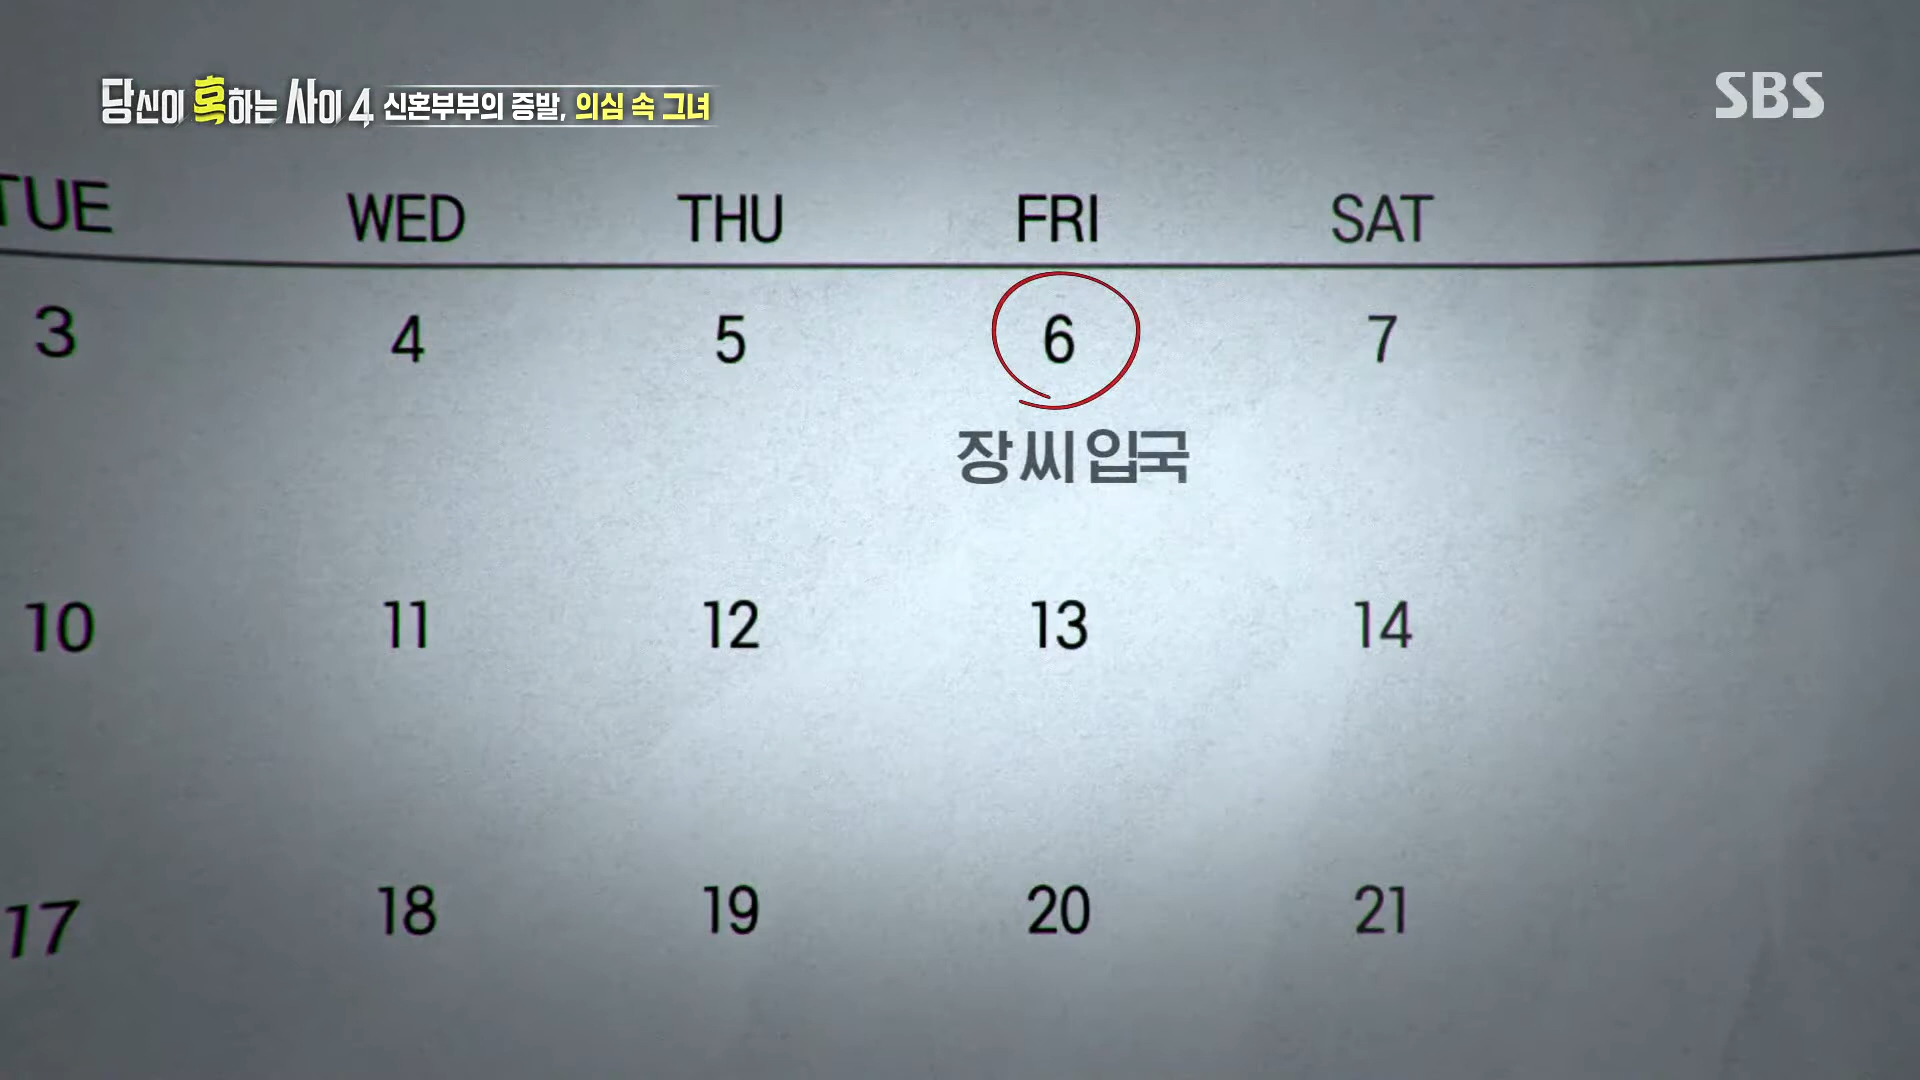 당신이 혹하는 사이 4 신혼부부의 증발, 의심 속 그녀
SBS
TUE WED THU FRI SAT
3 4 5 6 7
장 씨 입국
10 11 12 13 14
17 18 19 20 21